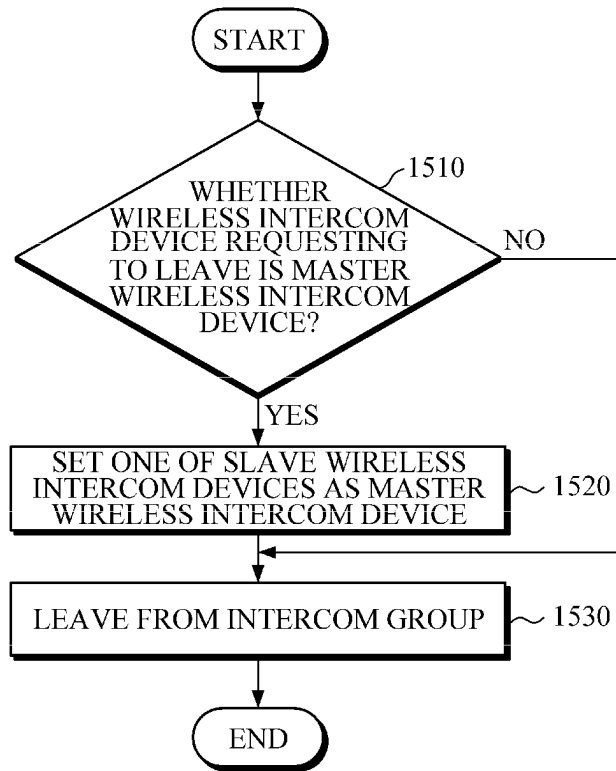 START
1510
WHETHER
WIRELESS INTERCOM
DEVICE REQUESTING
TO LEAVE IS MASTER
WIRELESS INTERCOM
DEVICE?
NO
YES
SET ONE OF SLAVE WIRELESS
INTERCOM DEVICES AS MASTER
WIRELESS INTERCOM DEVICE
1520
LEAVE FROM INTERCOM GROUP
1530
END